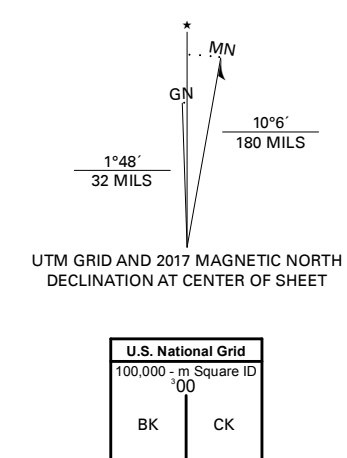 ★
MN
GN
10°6´
180 MILS
1°48´
32 MILS
UTM GRID AND 2017 MAGNETIC NORTH
DECLINATION AT CENTER OF SHEET
U.S. National Grid
100,000 - m Square ID
³00
BK CK